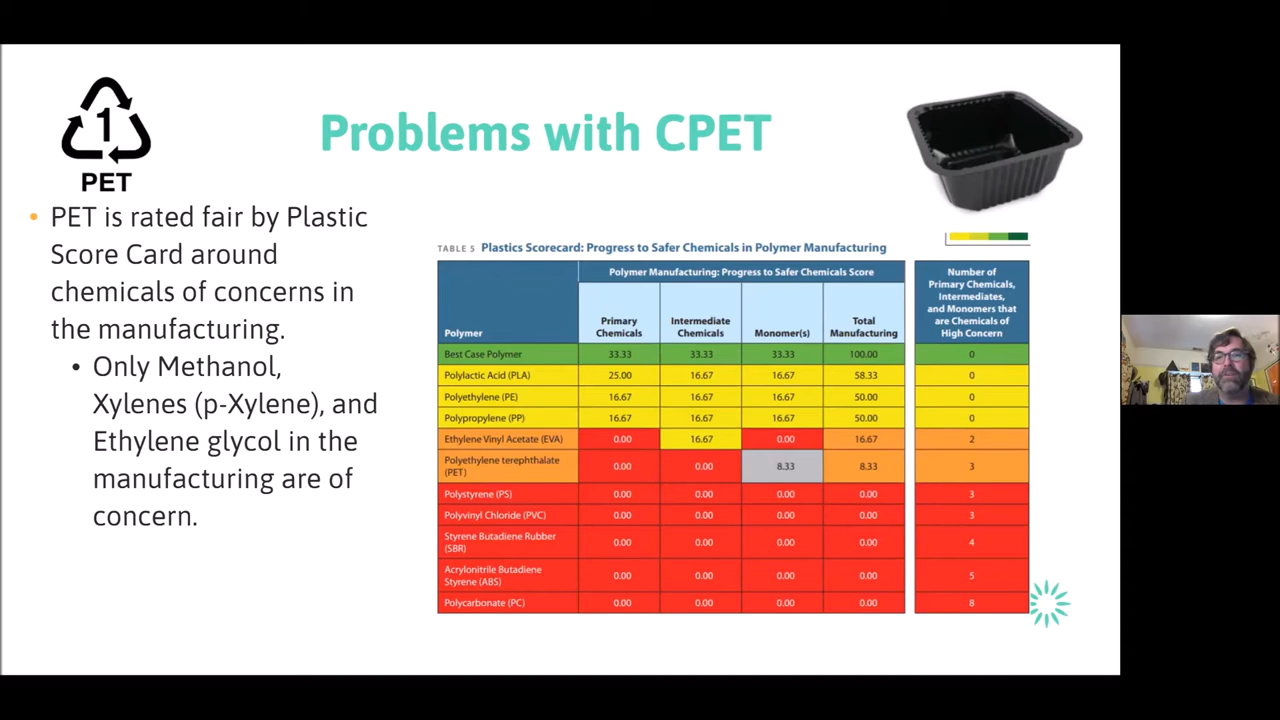 1
PET
Problems with CPET
• PET is rated fair by Plastic
Score Card around
chemicals of concerns in
the manufacturing.
• Only Methanol,
Xylenes (p-Xylene), and
Ethylene glycol in the
manufacturing are of
concern.
TABLE 5 Plastics Scorecard: Progress to Safer Chemicals in Polymer Manufacturing
Polymer Manufacturing: Progress to Safer Chemicals Score
Number of
Primary Chemicals,
Intermediates,
and Monomers that
are Chemicals of
High Concern
Polymer
Primary
Chemicals
Intermediate
Chemicals
Monomer(s)
Total
Manufacturing
Best Case Polymer 33.33 33.33 33.33 100.00 0
Polylactic Acid (PLA) 25.00 16.67 16.67 58.33 0
Polyethylene (PE) 16.67 16.67 16.67 50.00 0
Polypropylene (PP) 16.67 16.67 16.67 50.00 0
Ethylene Vinyl Acetate (EVA) 0.00 16.67 0.00 16.67 2
Polyethylene terephthalate
(PET) 0.00 0.00 8.33 8.33 3
Polystyrene (PS) 0.00 0.00 0.00 0.00 3
Polyvinyl Chloride (PVC) 0.00 0.00 0.00 0.00 3
Styrene Butadiene Rubber
(SBR) 0.00 0.00 0.00 0.00 4
Acrylonitrile Butadiene
Styrene (ABS) 0.00 0.00 0.00 0.00 5
Polycarbonate (PC) 0.00 0.00 0.00 0.00 8